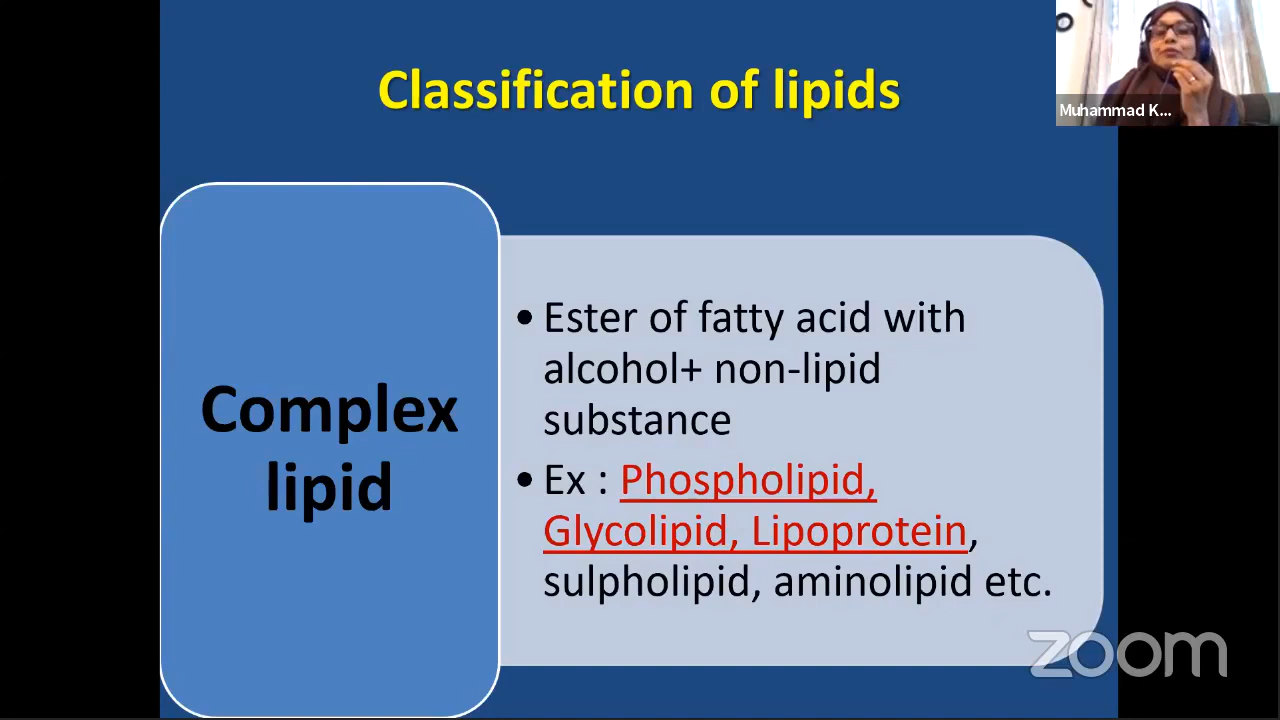 Classification of lipids
Muhammad K...
Complex
lipid
• Ester of fatty acid with
alcohol+ non-lipid
substance
• Ex : Phospholipid,
Glycolipid, Lipoprotein,
sulpholipid, aminolipid etc.
zoom